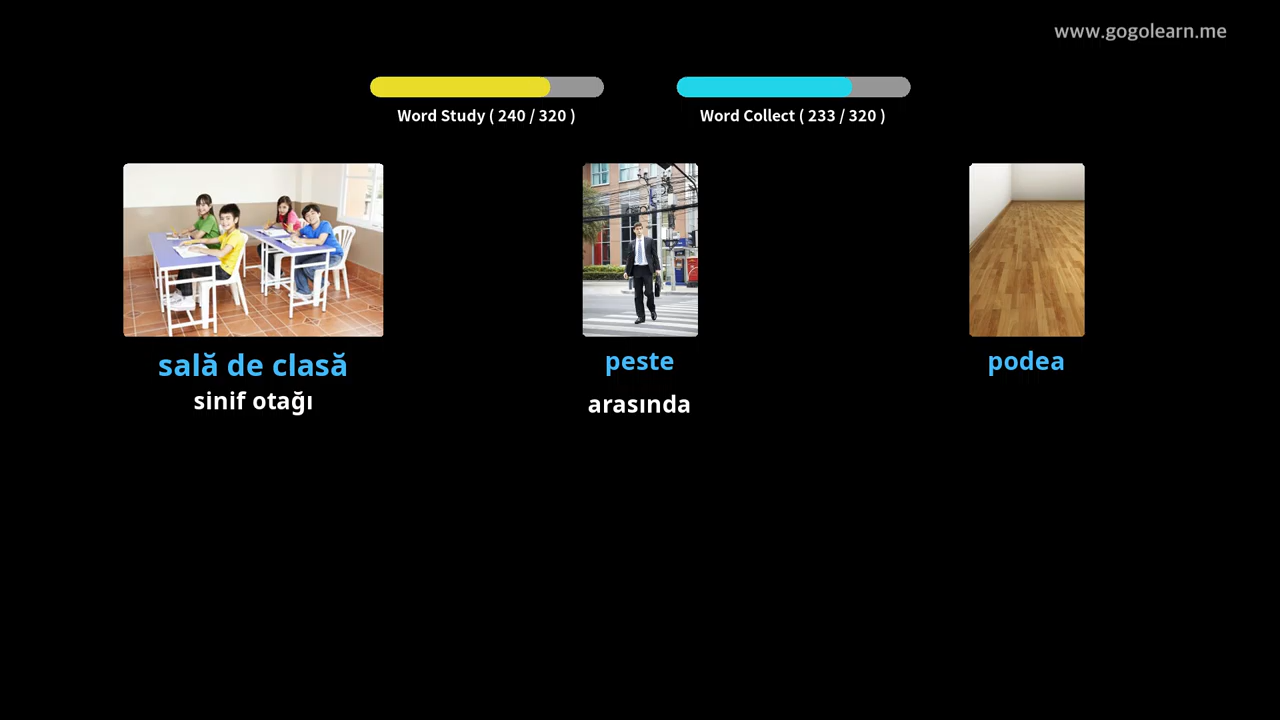 www.gogolearn.me
Word Study ( 240 / 320 )
Word Collect ( 233 / 320 )
sală de clasă
sinif otağı
peste
arasında
podea